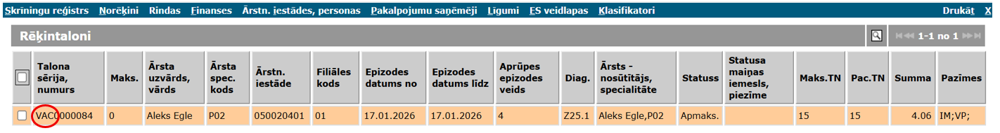 Skrīningu reģistrs Norēķini Rindas Finanses Ārstn. iestādes, personas Pakalpojumu saņēmēji Līgumi ES veidlapas Klasifikatori Drukāt X
Rēķintaloni 1-1 no 1
Talona sērija, numurs Maks. Ārsta uzvārds, vārds Ārsta spec. kods Ārstn. iestāde Filiāles kods Epizodes datums no Epizodes datums līdz Aprūpes epizodes veids Diag. Ārsts - nosūtītājs, specialitāte Statuss Statusa maiņas iemesls, piezīme Maks.TN Pac.TN Summa Pazīmes
VAC0000084 0 Aleks Egle P02 050020401 01 17.01.2026 17.01.2026 4 Z25.1 Aleks Egle,P02 Apmaks. 15 15 4.06 IM;VP;